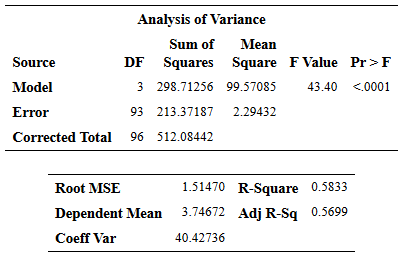 Analysis of Variance
Sum of Mean
Source DF Squares Square F Value Pr > F
Model 3 298.71256 99.57085 43.40 <.0001
Error 93 213.37187 2.29432
Corrected Total 96 512.08442
Root MSE 1.51470 R-Square 0.5833
Dependent Mean 3.74672 Adj R-Sq 0.5699
Coeff Var 40.42736